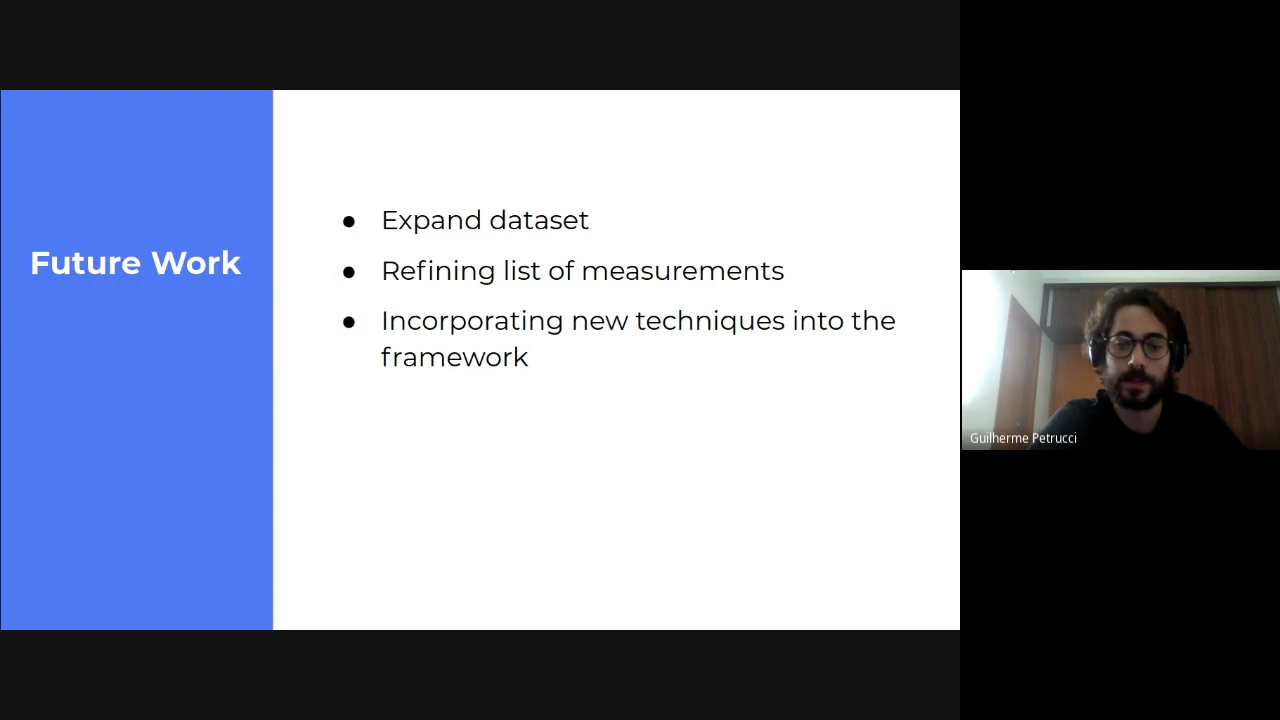 Future Work
● Expand dataset
● Refining list of measurements
● Incorporating new techniques into the
framework
Guilherme Petrucci